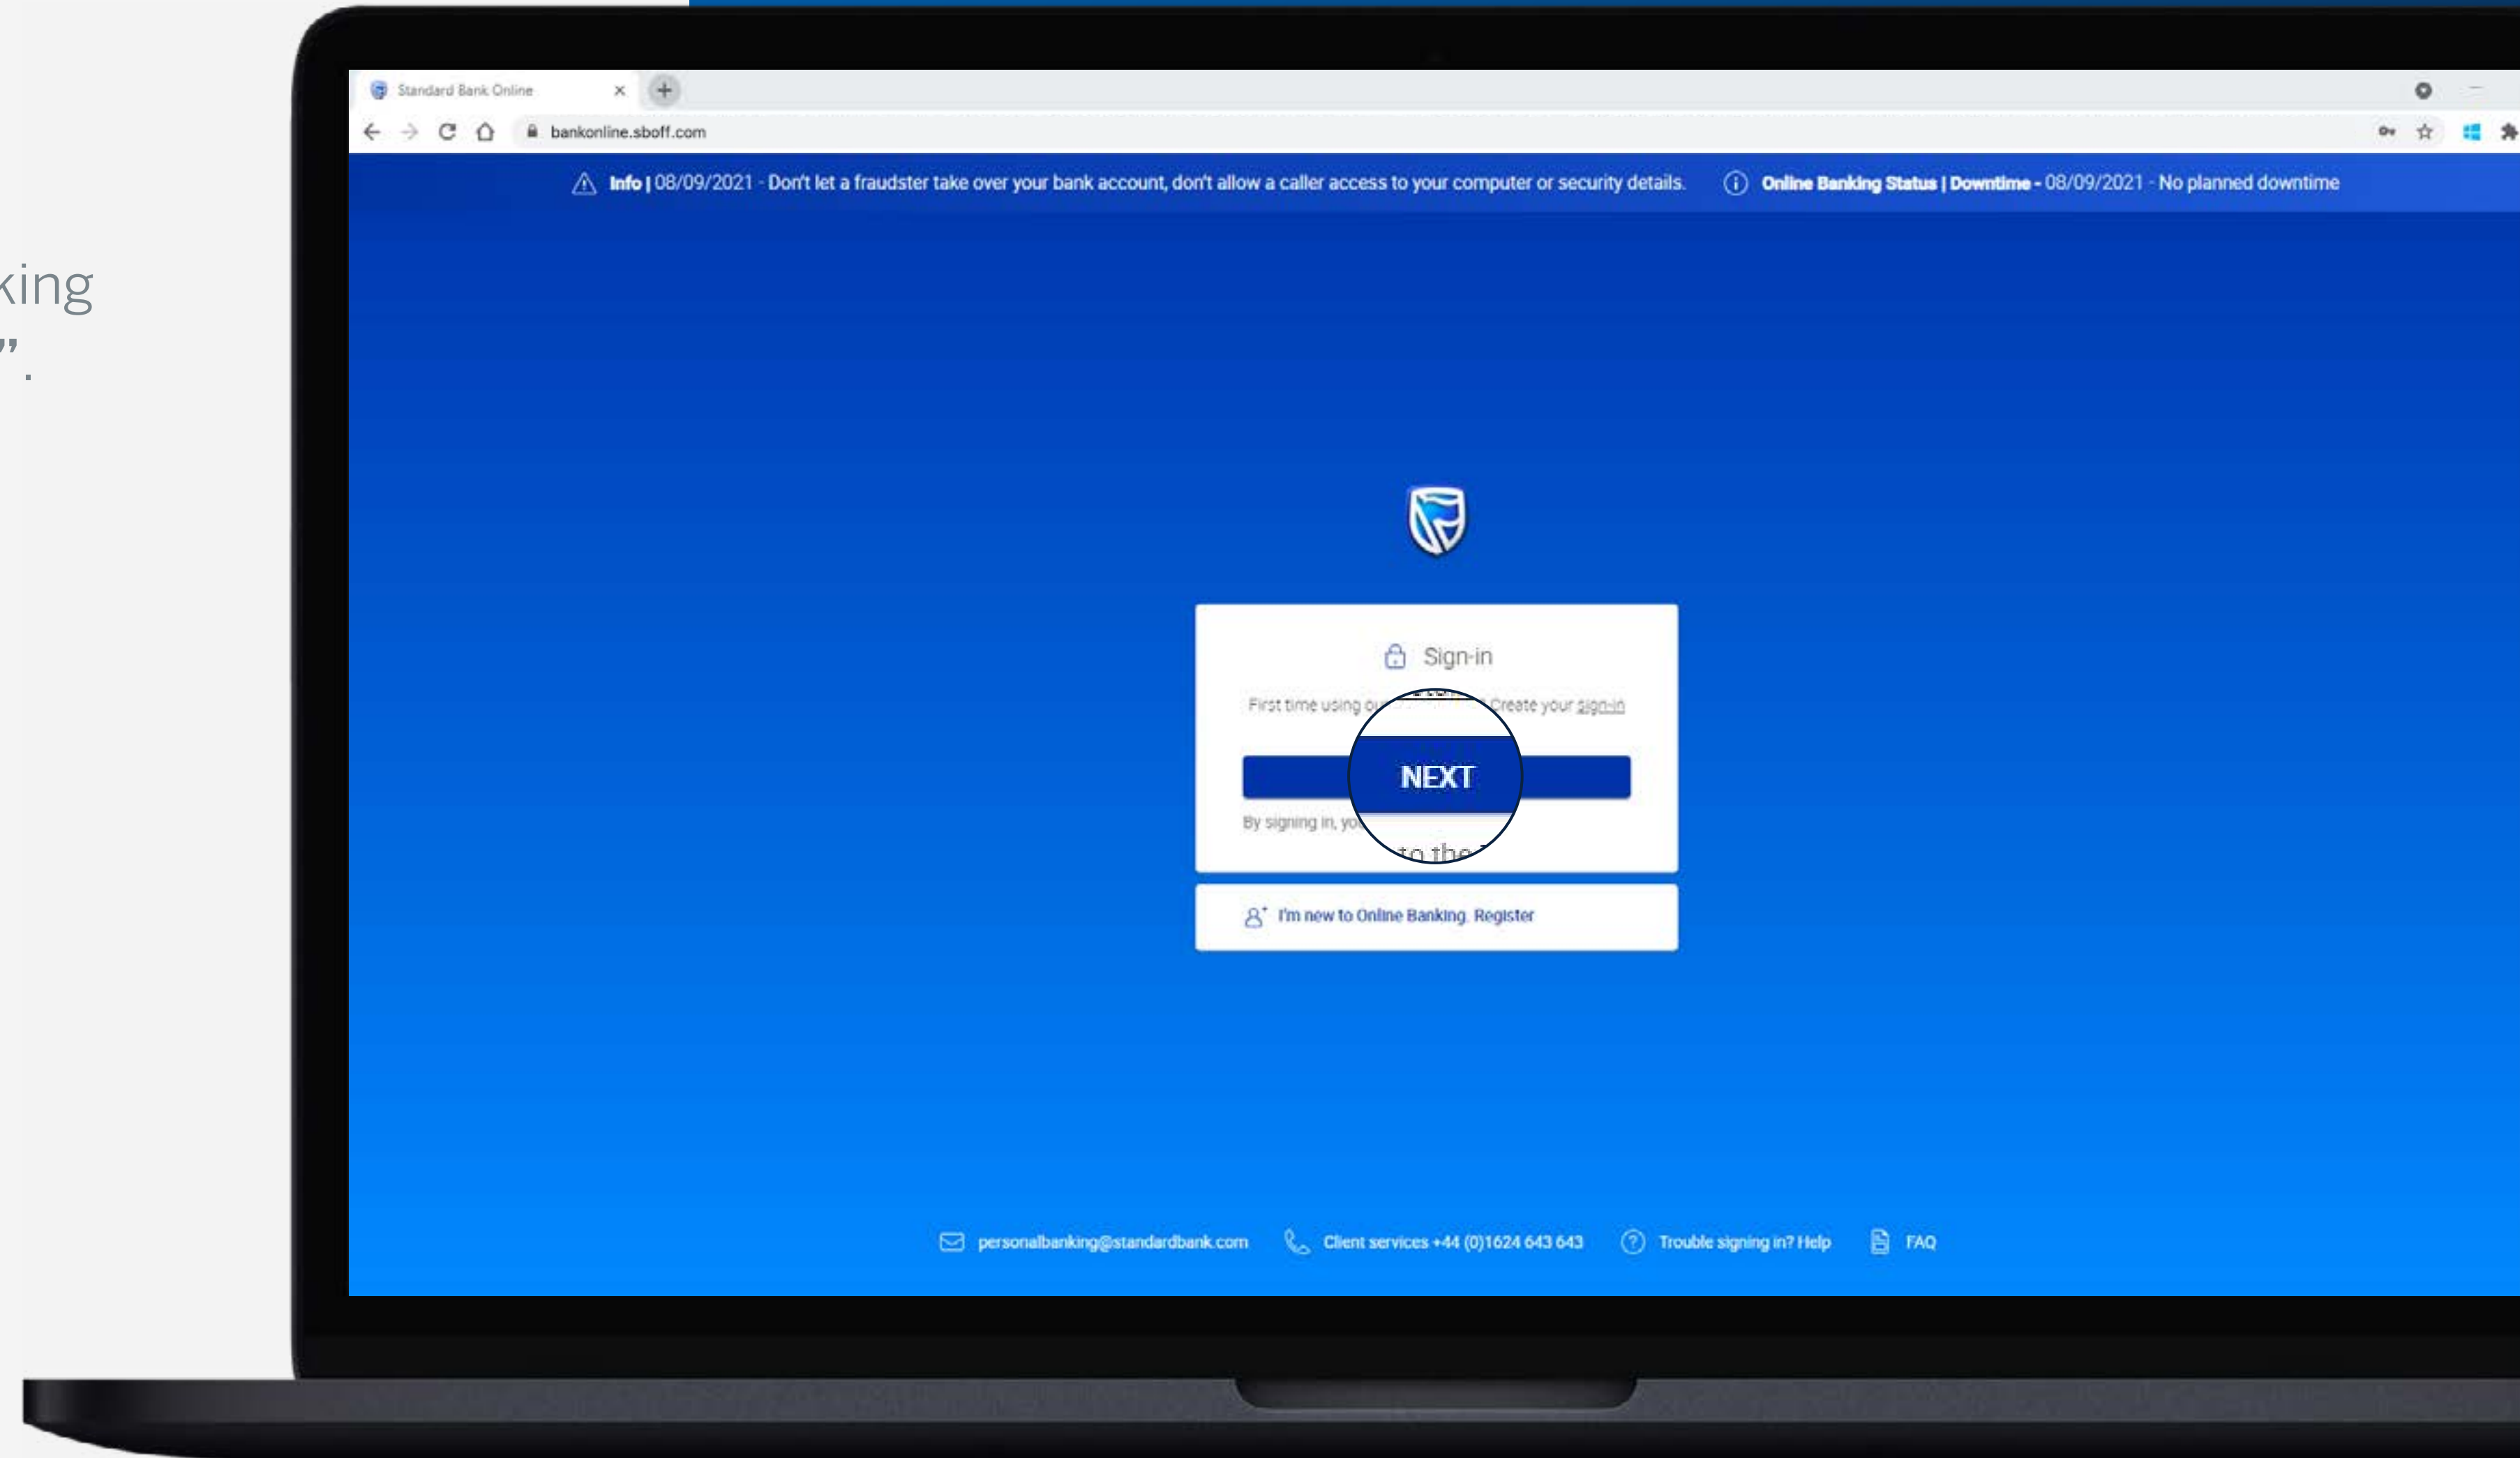 king
”.
Standard Bank Online
bankonline.sboff.com
Info | 08/09/2021 - Don't let a fraudster take over your bank account, don't allow a caller access to your computer or security details.
Online Banking Status | Downtime - 08/09/2021 - No planned downtime
Sign-in
First time using Create your sign-in
NEXT
By signing in,
to the
I'm new to Online Banking. Register
personalbanking@standardbank.com
Client services +44 (0)1624 643 643
Trouble signing in? Help
FAQ